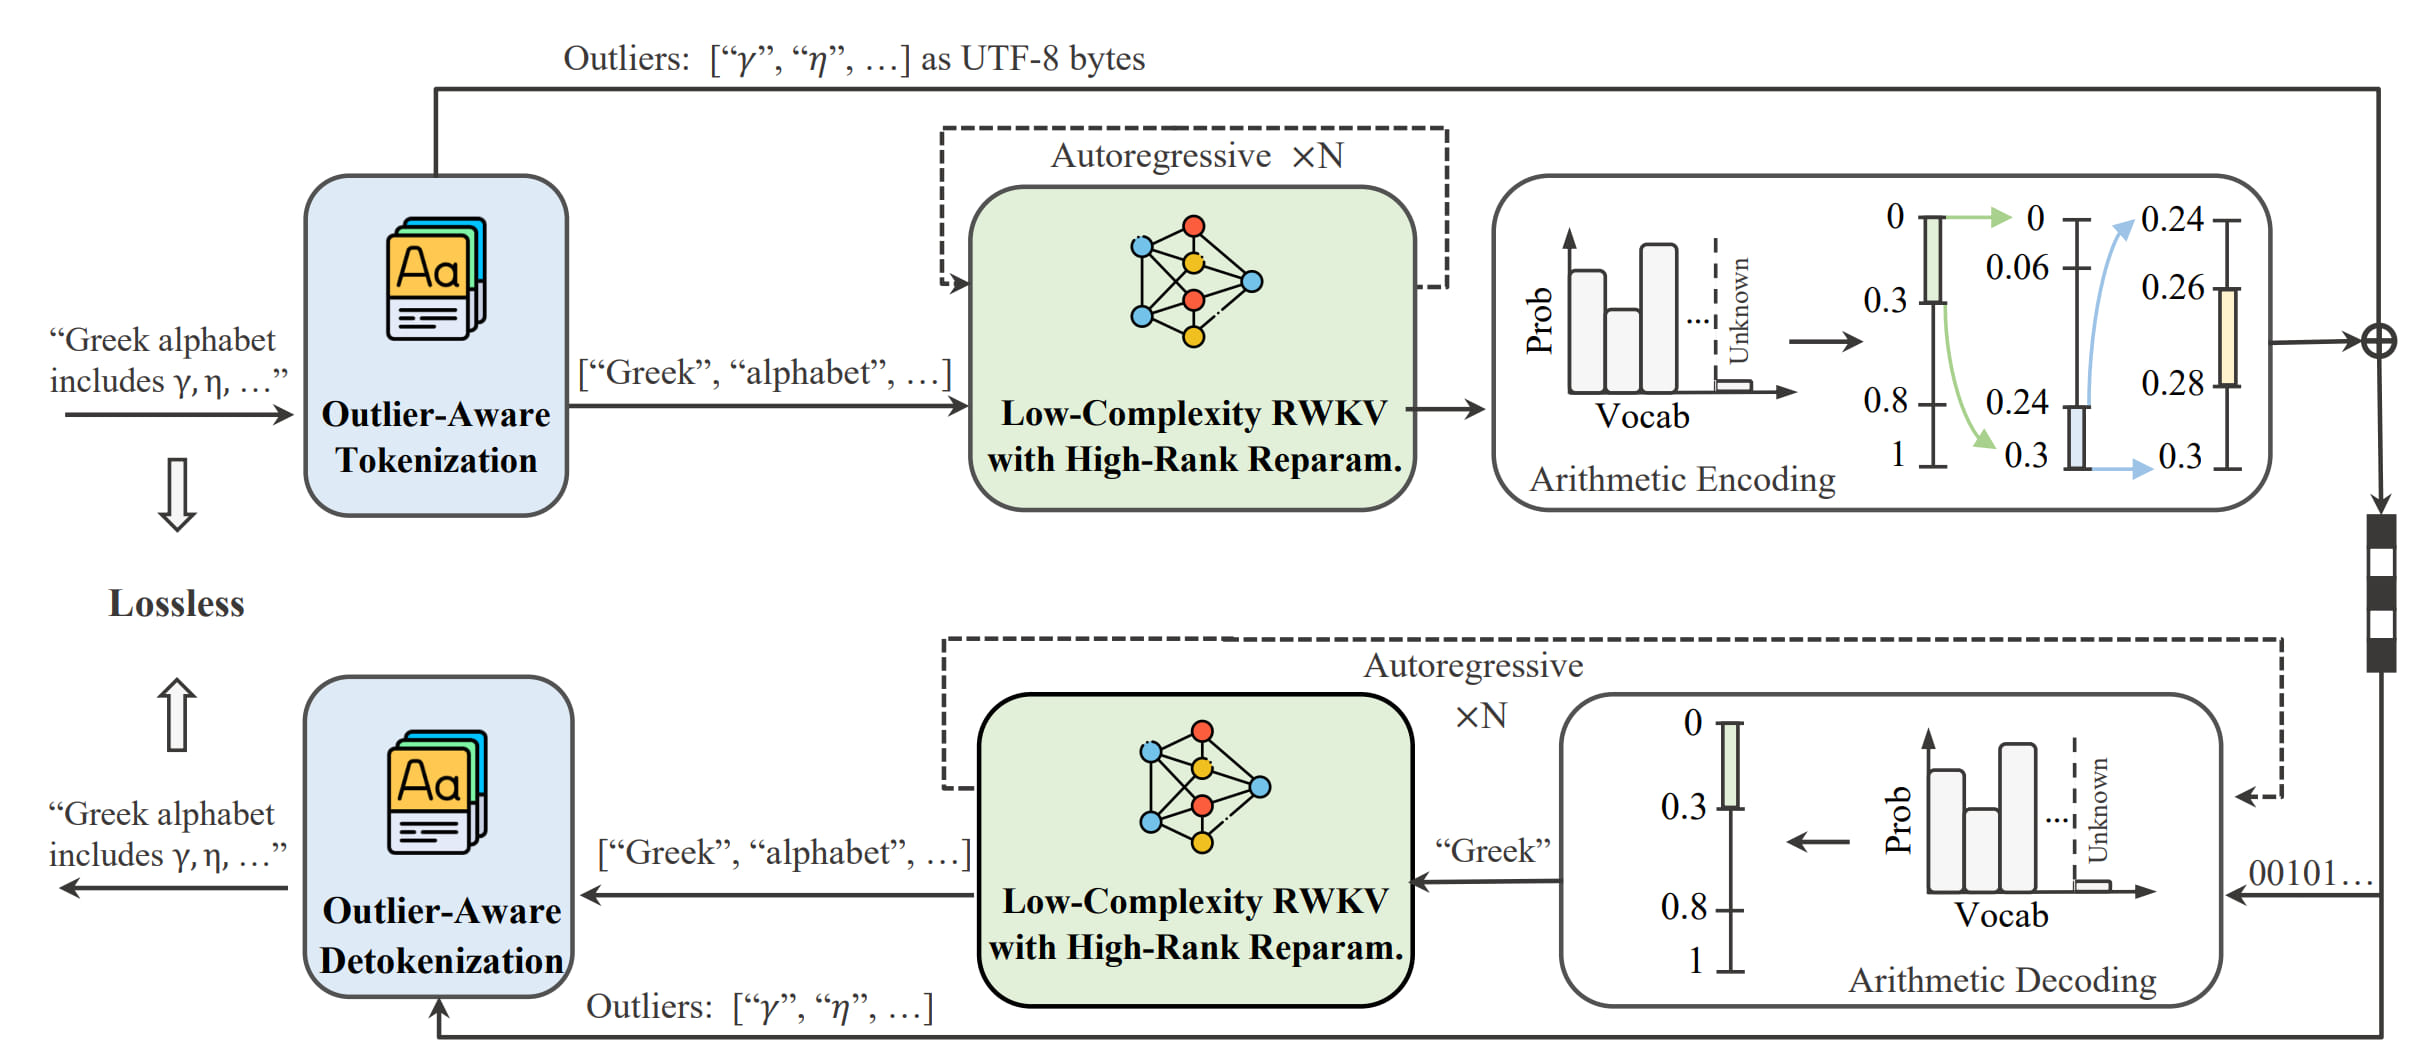 Outliers: [“γ”, “η”, …] as UTF-8 bytes
Autoregressive ×N
“Greek alphabet
includes γ, η, …”
Aa
Outlier-Aware
Tokenization
[“Greek”, “alphabet”, …]
Low-Complexity RWKV
with High-Rank Reparam.
Prob
...
Unknown
Vocab
Arithmetic Encoding
0
0.3
0.8
1
0
0.06
0.24
0.3
0.24
0.26
0.28
0.3
Lossless
Autoregressive
×N
“Greek alphabet
includes γ, η, …”
Aa
Outlier-Aware
Detokenization
[“Greek”, “alphabet”, …]
Low-Complexity RWKV
with High-Rank Reparam.
“Greek”
0
0.3
0.8
1
Prob
...
Unknown
Vocab
Arithmetic Decoding
00101…
Outliers: [“γ”, “η”, …]